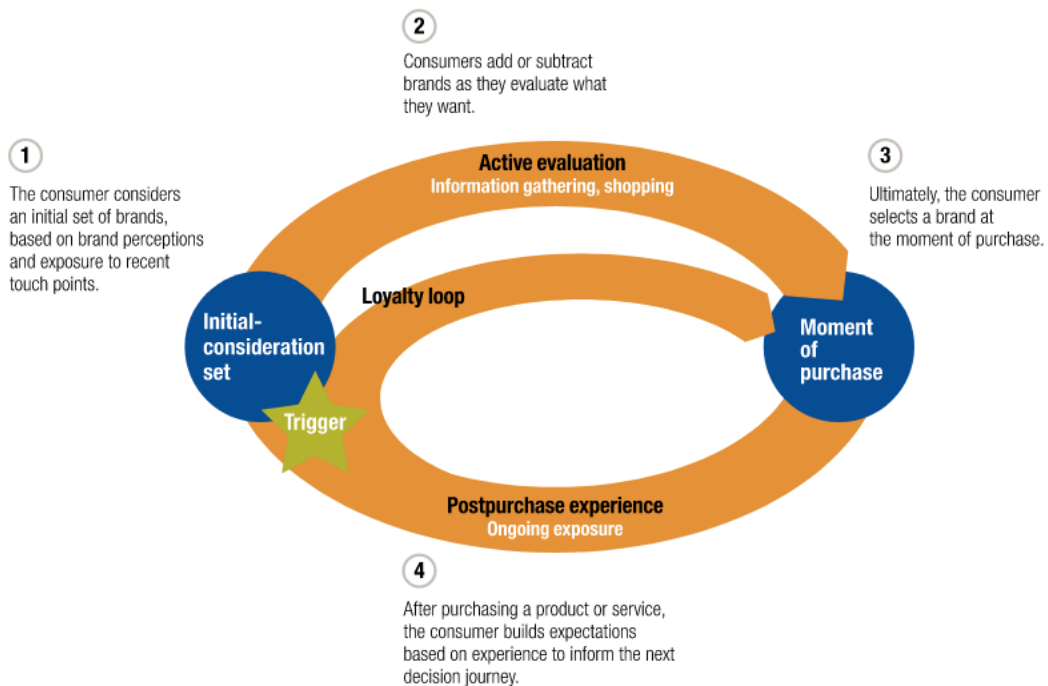 2
Consumers add or subtract
brands as they evaluate what
they want.
1
The consumer considers
an initial set of brands,
based on brand perceptions
and exposure to recent
touch points.
Active evaluation
Information gathering, shopping
3
Ultimately, the consumer
selects a brand at
the moment of purchase.
Loyalty loop
Initial-
consideration
set
Trigger
Moment
of
purchase
Postpurchase experience
Ongoing exposure
4
After purchasing a product or service,
the consumer builds expectations
based on experience to inform the next
decision journey.